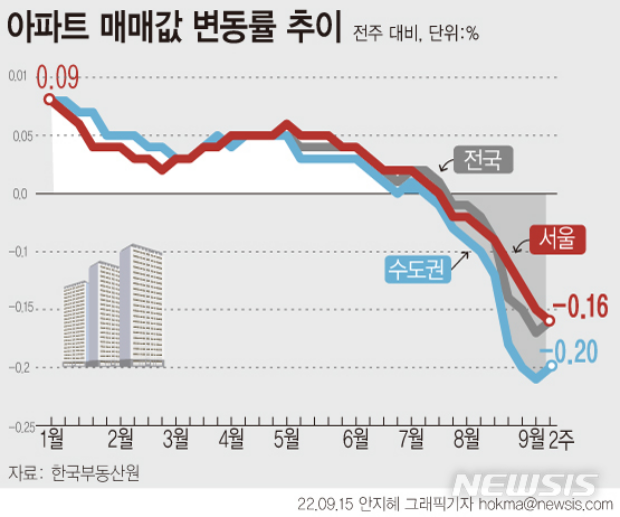 아파트 매매값 변동률 추이 전주 대비, 단위:%
0.01
0.09
0.05
전국
0.0
서울
-0.1
수도권
-0.15
-0.16
-0.2
-0.20
-0.25
1월 2월 3월 4월 5월 6월 7월 8월 9월 2주
자료: 한국부동산원
NEWSIS
22.09.15 안지혜 그래픽기자 hokma@newsis.com